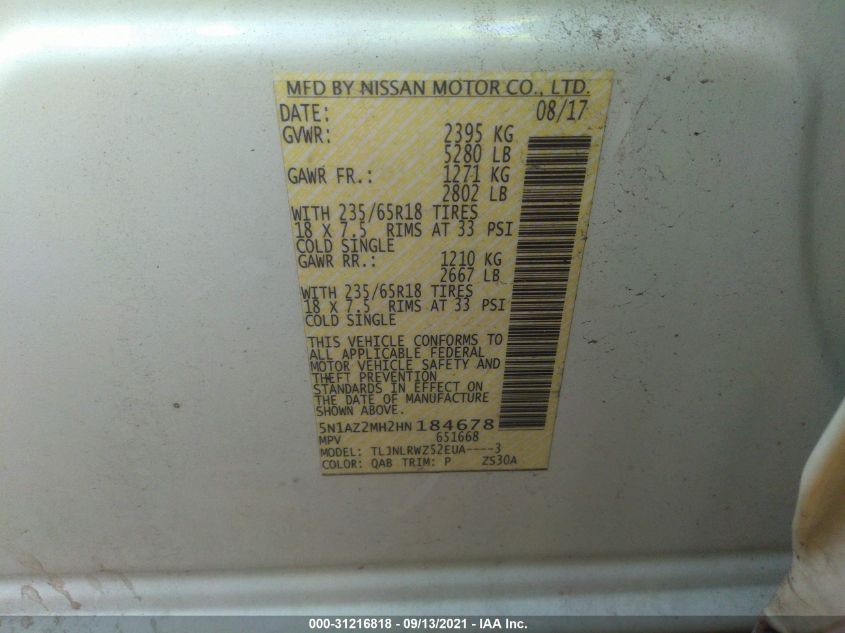 MFD BY NISSAN MOTOR CO., LTD.
DATE: 08/17
GVWR: 2395 KG
5280 LB
GAWR FR.: 1271 KG
2802 LB
WITH 235/65R18 TIRES
18 X 7.5 RIMS AT 33 PSI
COLD SINGLE
GAWR RR.: 1210 KG
2667 LB
WITH 235/65R18 TIRES
18 X 7.5 RIMS AT 33 PSI
COLD SINGLE
THIS VEHICLE CONFORMS TO
ALL APPLICABLE FEDERAL
MOTOR VEHICLE SAFETY AND
THEFT PREVENTION
STANDARDS IN EFFECT ON
THE DATE OF MANUFACTURE
SHOWN ABOVE.
5N1AZ2MH2HN184678
MPV 651668
MODEL: TLJNLRWZ52EUA----3
COLOR: QAB TRIM: P ZS30A
000-31216818 - 09/13/2021 - IAA Inc.